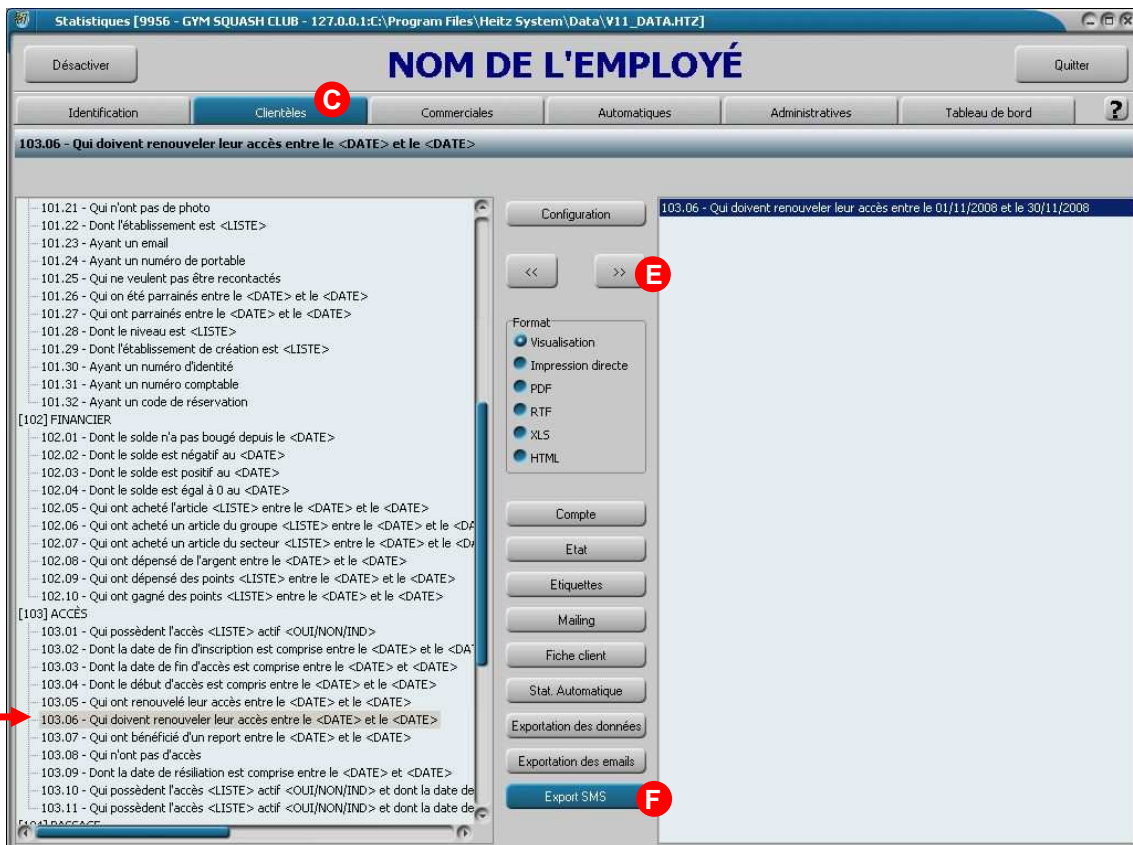 Statistiques [9956 - GYM SQUASH CLUB - 127.0.0.1:C:\Program Files\Heitz System\Data\V11_DATA.HTZ]
Désactiver
NOM DE L'EMPLOYÉ
Quitter
Identification
Clientèles
C
Commerciales
Automatiques
Administratives
Tableau de bord
?
103.06 - Qui doivent renouveler leur accès entre le <DATE> et le <DATE>
101.21 - Qui n'ont pas de photo
101.22 - Dont l'établissement est <LISTE>
101.23 - Ayant un email
101.24 - Ayant un numéro de portable
101.25 - Qui ne veulent pas être recontactés
101.26 - Qui on été parrainés entre le <DATE> et le <DATE>
101.27 - Qui ont parrainés entre le <DATE> et le <DATE>
101.28 - Dont le niveau est <LISTE>
101.29 - Dont l'établissement de création est <LISTE>
101.30 - Ayant un numéro d'identité
101.31 - Ayant un numéro comptable
101.32 - Ayant un code de réservation
[102] FINANCIER
102.01 - Dont le solde n'a pas bougé depuis le <DATE>
102.02 - Dont le solde est négatif au <DATE>
102.03 - Dont le solde est positif au <DATE>
102.04 - Dont le solde est égal à 0 au <DATE>
102.05 - Qui ont acheté l'article <LISTE> entre le <DATE> et le <DATE>
102.06 - Qui ont acheté un article du groupe <LISTE> entre le <DATE> et le <DA
102.07 - Qui ont acheté un article du secteur <LISTE> entre le <DATE> et le <DA
102.08 - Qui ont dépensé de l'argent entre le <DATE> et le <DATE>
102.09 - Qui ont dépensé des points <LISTE> entre le <DATE> et le <DATE>
102.10 - Qui ont gagné des points <LISTE> entre le <DATE> et le <DATE>
[103] ACCÈS
103.01 - Qui possèdent l'accès <LISTE> actif <OUI/NON/IND>
103.02 - Dont la date de fin d'inscription est comprise entre le <DATE> et le <DA
103.03 - Dont la date de fin d'accès est comprise entre le <DATE> et <DATE>
103.04 - Dont le début d'accès est compris entre le <DATE> et le <DATE>
103.05 - Qui ont renouvelé leur accès entre le <DATE> et le <DATE>
103.06 - Qui doivent renouveler leur accès entre le <DATE> et le <DATE>
103.07 - Qui ont bénéficié d'un report entre le <DATE> et le <DATE>
103.08 - Qui n'ont pas d'accès
103.09 - Dont la date de résiliation est comprise entre le <DATE> et <DATE>
103.10 - Qui possèdent l'accès <LISTE> actif <OUI/NON/IND> et dont la date de
103.11 - Qui possèdent l'accès <LISTE> actif <OUI/NON/IND> et dont la date de
Configuration
<<
>>
E
Format
Visualisation
Impression directe
PDF
RTF
XLS
HTML
Compte
Etat
Etiquettes
Mailing
Fiche client
Stat. Automatique
Exportation des données
Exportation des emails
Export SMS
F
103.06 - Qui doivent renouveler leur accès entre le 01/11/2008 et le 30/11/2008